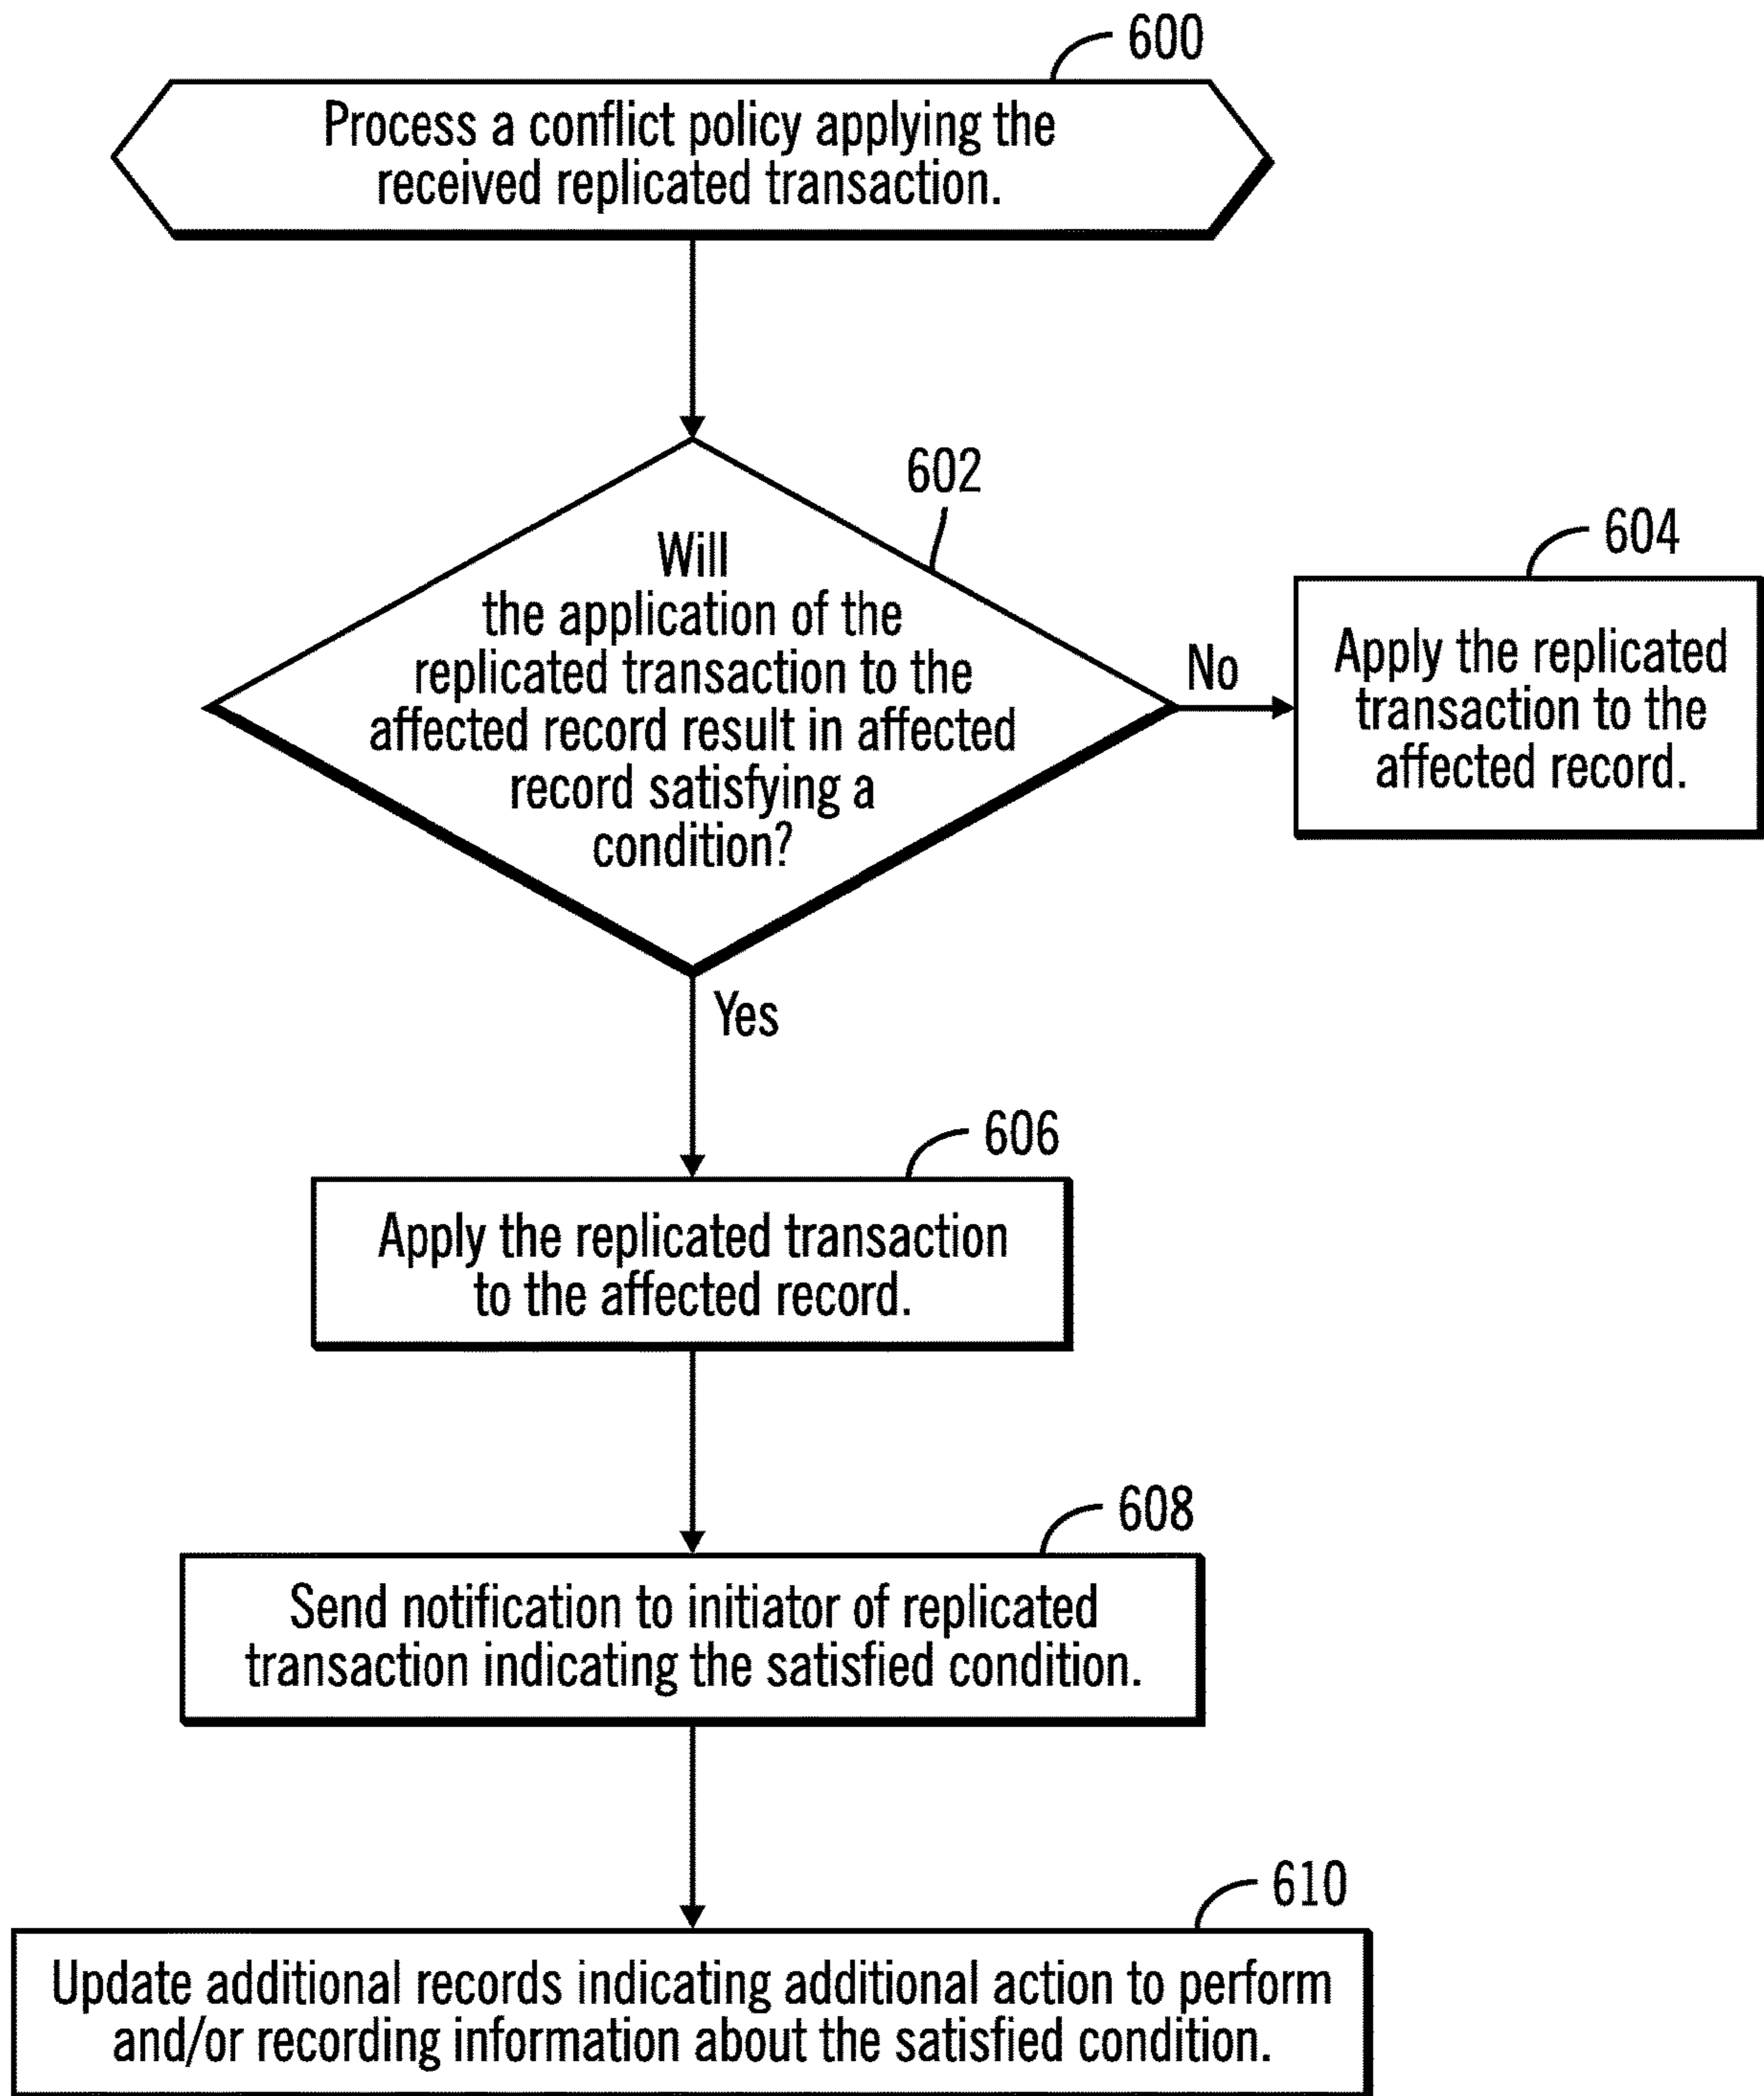 600
Process a conflict policy applying the
received replicated transaction.
602
Will
the application of the
replicated transaction to the
affected record result in affected
record satisfying a
condition?
No
604
Apply the replicated
transaction to the
affected record.
Yes
606
Apply the replicated transaction
to the affected record.
608
Send notification to initiator of replicated
transaction indicating the satisfied condition.
610
Update additional records indicating additional action to perform
and/or recording information about the satisfied condition.